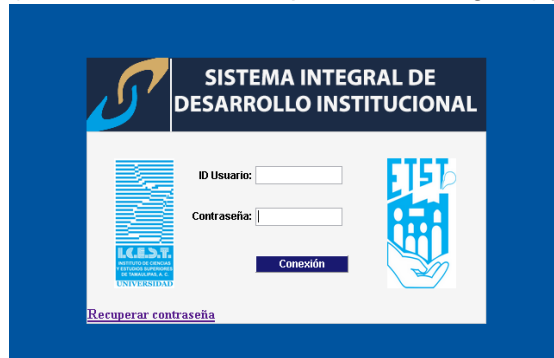 SISTEMA INTEGRAL DE
DESARROLLO INSTITUCIONAL
ID Usuario:
Contraseña:
Conexión
I.C.E.S.T.
INSTITUTO DE CIENCIAS
Y ESTUDIOS SUPERIORES
DE TAMAULIPAS, A. C.
UNIVERSIDAD
ETST
Recuperar contraseña